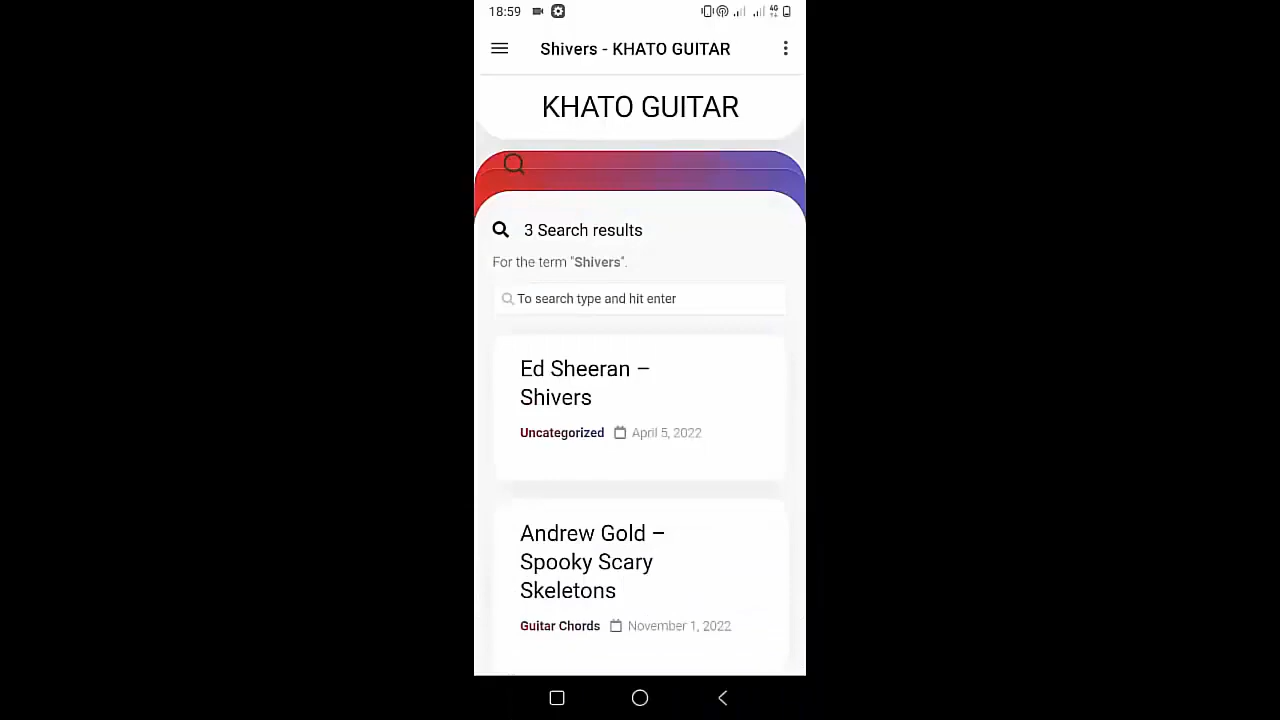 18:59
4G
Shivers - KHATO GUITAR
KHATO GUITAR
3 Search results
For the term "Shivers".
To search type and hit enter
Ed Sheeran –
Shivers
Uncategorized April 5, 2022
Andrew Gold –
Spooky Scary
Skeletons
Guitar Chords November 1, 2022